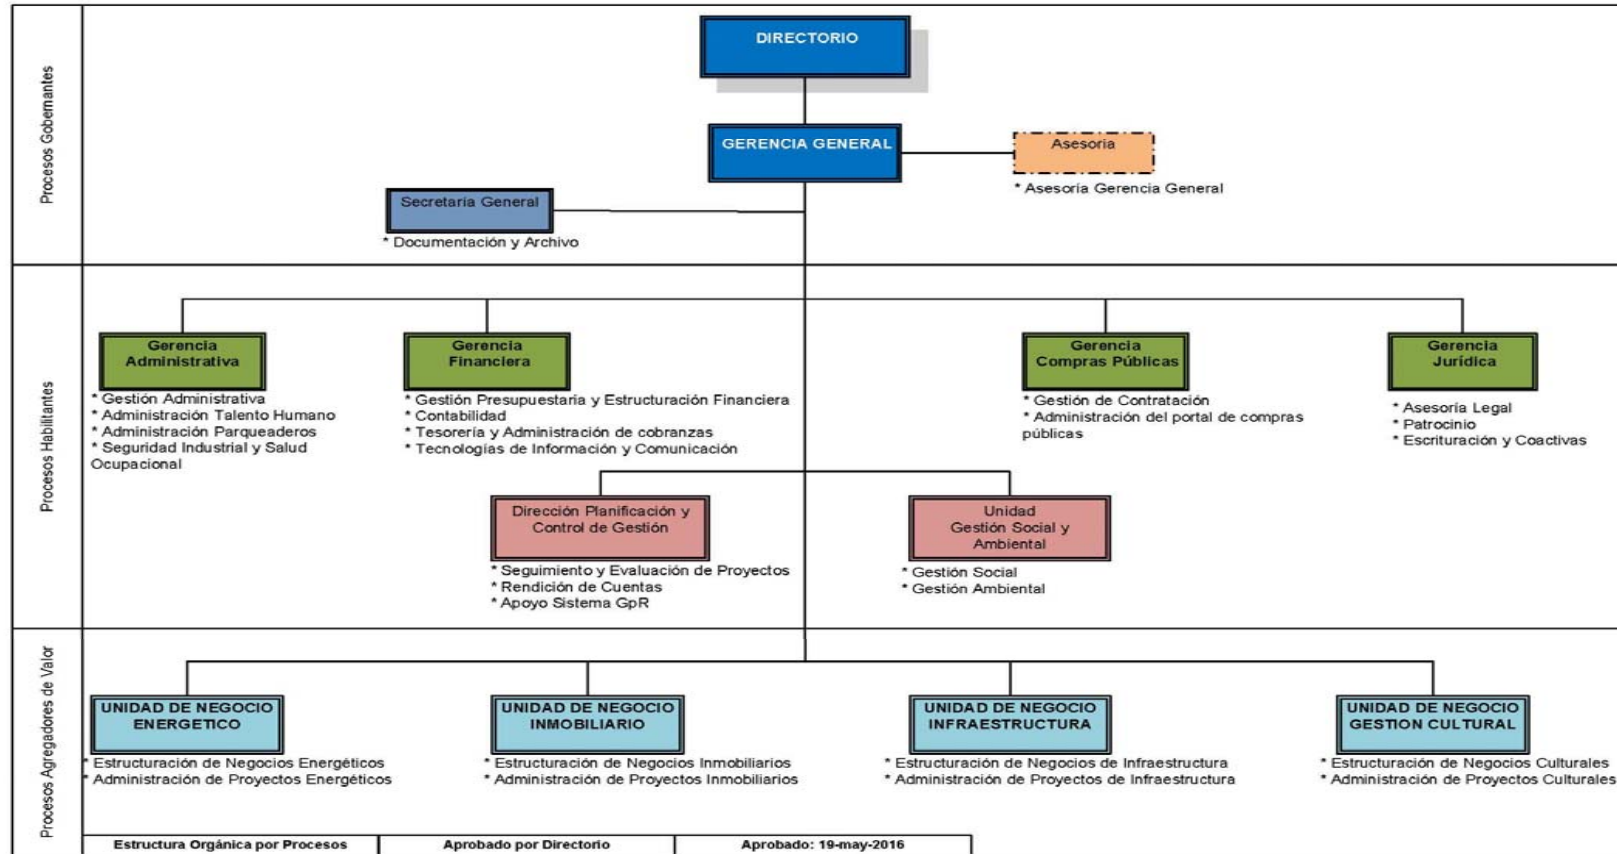 Procesos Gobernantes
DIRECTORIO
GERENCIA GENERAL
Asesoria
* Asesoría Gerencia General
Secretaria General
* Documentación y Archivo
Procesos Habilitantes
Gerencia
Administrativa
* Gestión Administrativa
* Administración Talento Humano
* Administración Parqueaderos
* Seguridad Industrial y Salud
Ocupacional
Gerencia
Financiera
* Gestión Presupuestaria y Estructuración Financiera
* Contabilidad
* Tesorería y Administración de cobranzas
* Tecnologías de Información y Comunicación
Gerencia
Compras Públicas
* Gestión de Contratación
* Administración del portal de compras
públicas
Gerencia
Jurídica
* Asesoría Legal
* Patrocinio
* Escrituración y Coactivas
Dirección Planificación y
Control de Gestión
* Seguimiento y Evaluación de Proyectos
* Rendición de Cuentas
* Apoyo Sistema GpR
Unidad
Gestión Social y
Ambiental
* Gestión Social
* Gestión Ambiental
Procesos Agregadores de Valor
UNIDAD DE NEGOCIO
ENERGETICO
* Estructuración de Negocios Energéticos
* Administración de Proyectos Energéticos
UNIDAD DE NEGOCIO
INMOBILIARIO
* Estructuración de Negocios Inmobiliarios
* Administración de Proyectos Inmobiliarios
UNIDAD DE NEGOCIO
INFRAESTRUCTURA
* Estructuración de Negocios de Infraestructura
* Administración de Proyectos de Infraestructura
UNIDAD DE NEGOCIO
GESTION CULTURAL
* Estructuración de Negocios Culturales
* Administración de Proyectos Culturales
Estructura Orgánica por Procesos
Aprobado por Directorio
Aprobado: 19-may-2016